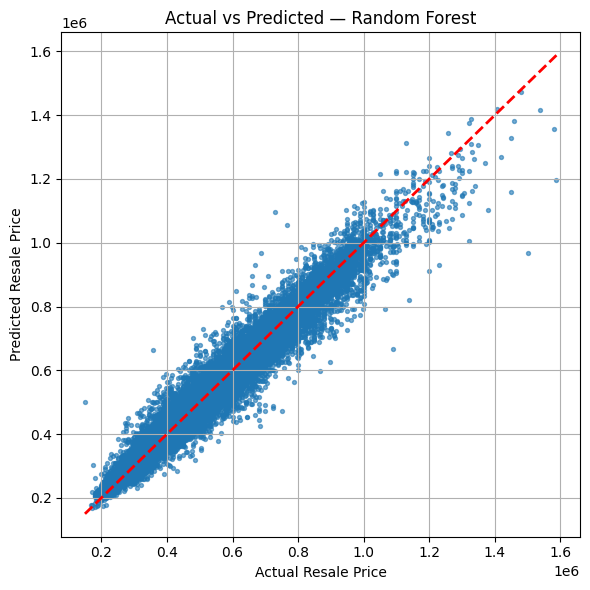 Actual vs Predicted — Random Forest
1e6
1.6
1.4
1.2
1.0
0.8
0.6
0.4
0.2
Predicted Resale Price
0.2 0.4 0.6 0.8 1.0 1.2 1.4 1.6
1e6
Actual Resale Price